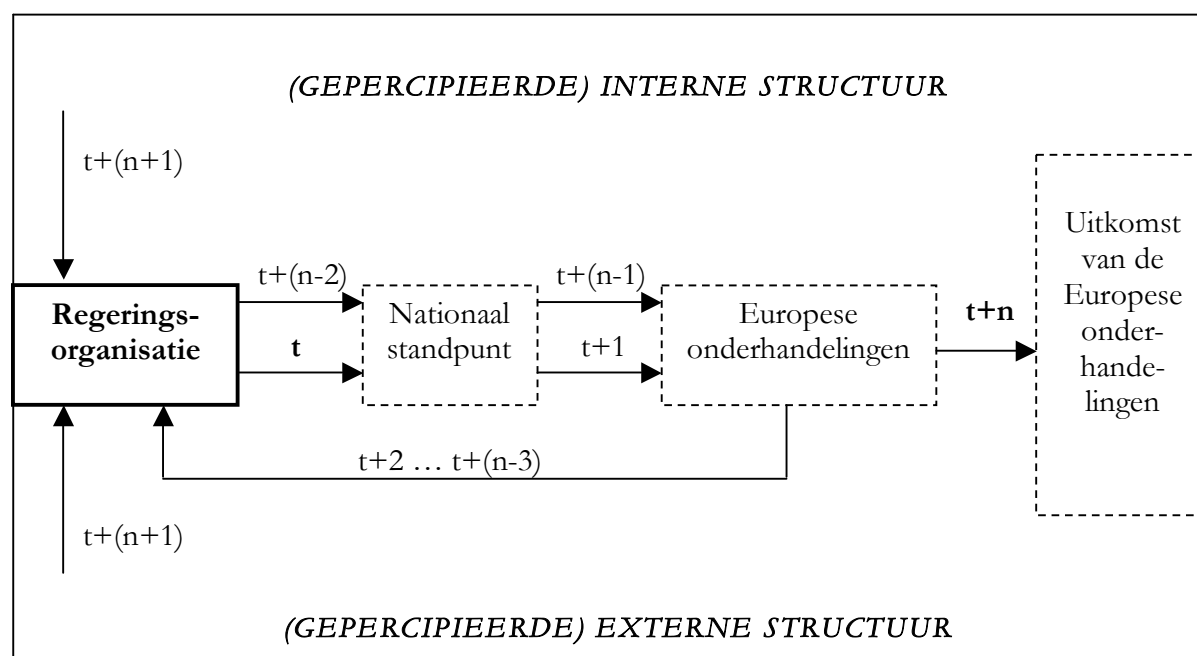 (GEPERCIPIEERDE) INTERNE STRUCTUUR
t+(n+1)
Regerings-
organisatie
t+(n-2)
t
Nationaal
standpunt
t+(n-1)
t+1
Europese
onderhandelingen
t+n
Uitkomst
van de
Europese
onder-
hande-
lingen
t+2 … t+(n-3)
t+(n+1)
(GEPERCIPIEERDE) EXTERNE STRUCTUUR